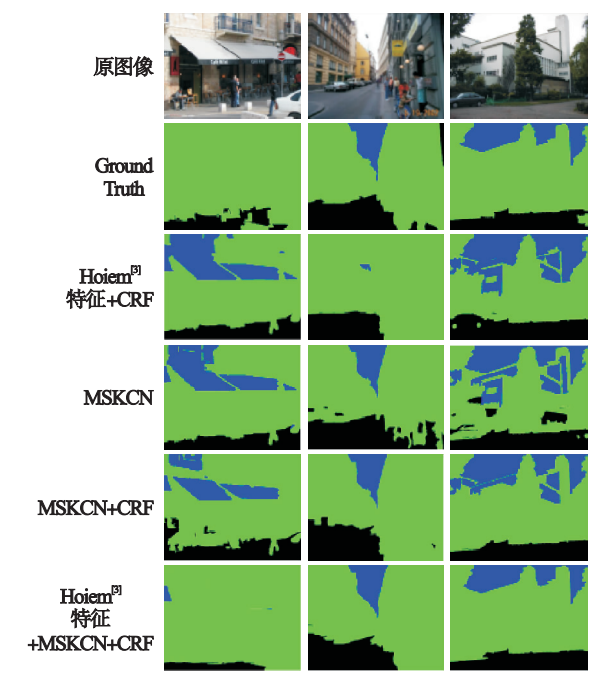 原图像
Ground
Truth
Hoiem[3]
特征+CRF
MSKCN
MSKCN+CRF
Hoiem[3]
特征
+MSKCN+CRF